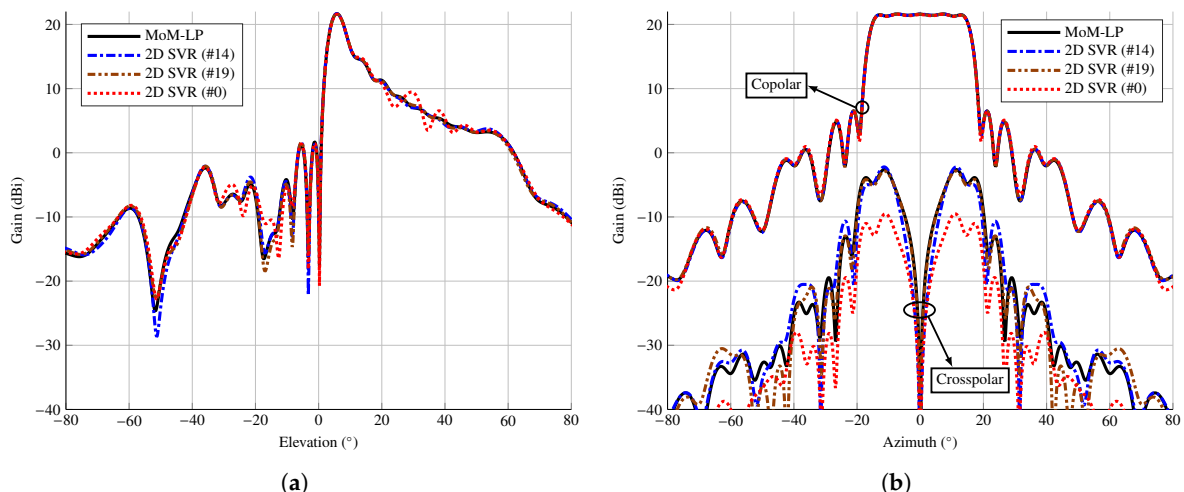 MoM-LP
2D SVR (#14)
2D SVR (#19)
2D SVR (#0)
20
10
0
−10
−20
−30
−40
Gain (dBi)
−80 −60 −40 −20 0 20 40 60 80
Elevation (°)
(a)
MoM-LP
2D SVR (#14)
2D SVR (#19)
2D SVR (#0)
Copolar
Crosspolar
20
10
0
−10
−20
−30
−40
Gain (dBi)
−80 −60 −40 −20 0 20 40 60 80
Azimuth (°)
(b)